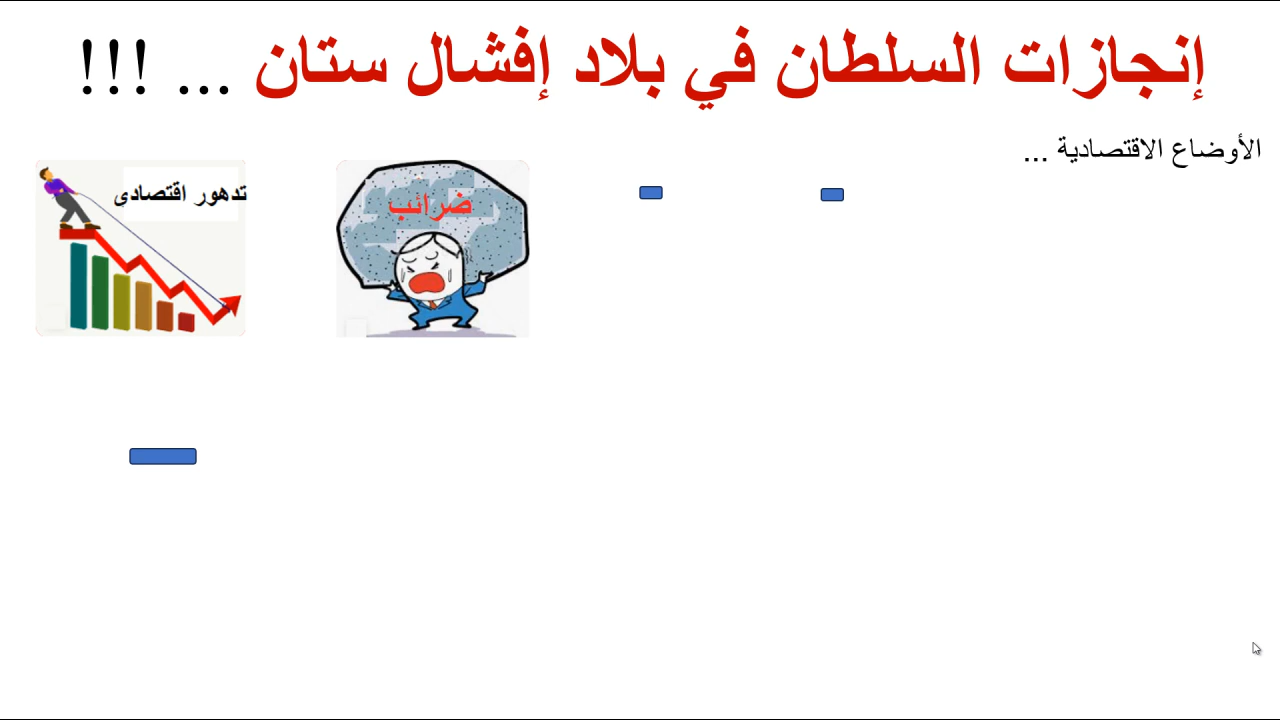 إنجازات السلطان في بلاد إفشال ستان ... !!!
الأوضاع الاقتصادية ...
ضرائب
تدهور اقتصادى